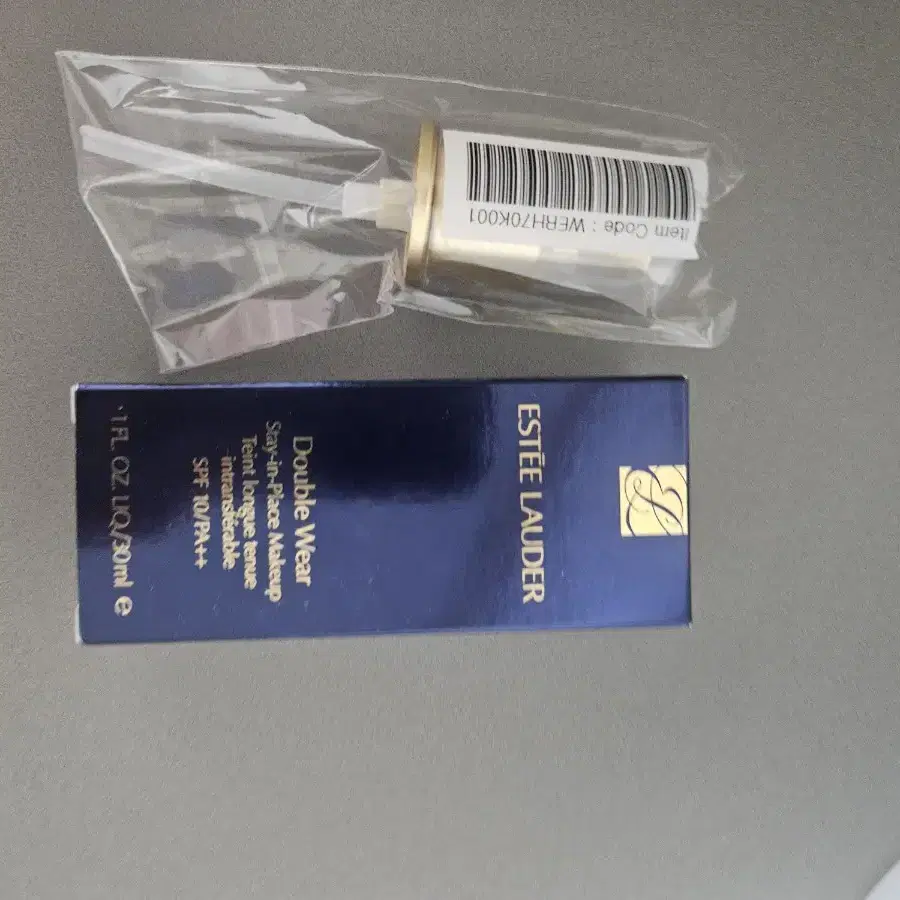 Item Code : WERH70K001
ESTĒE LAUDER
Double Wear
Stay-in-Place Makeup
Teint longue tenue
intransférable
SPF 10/PA++
1 FL. OZ. LIQ./30ml e